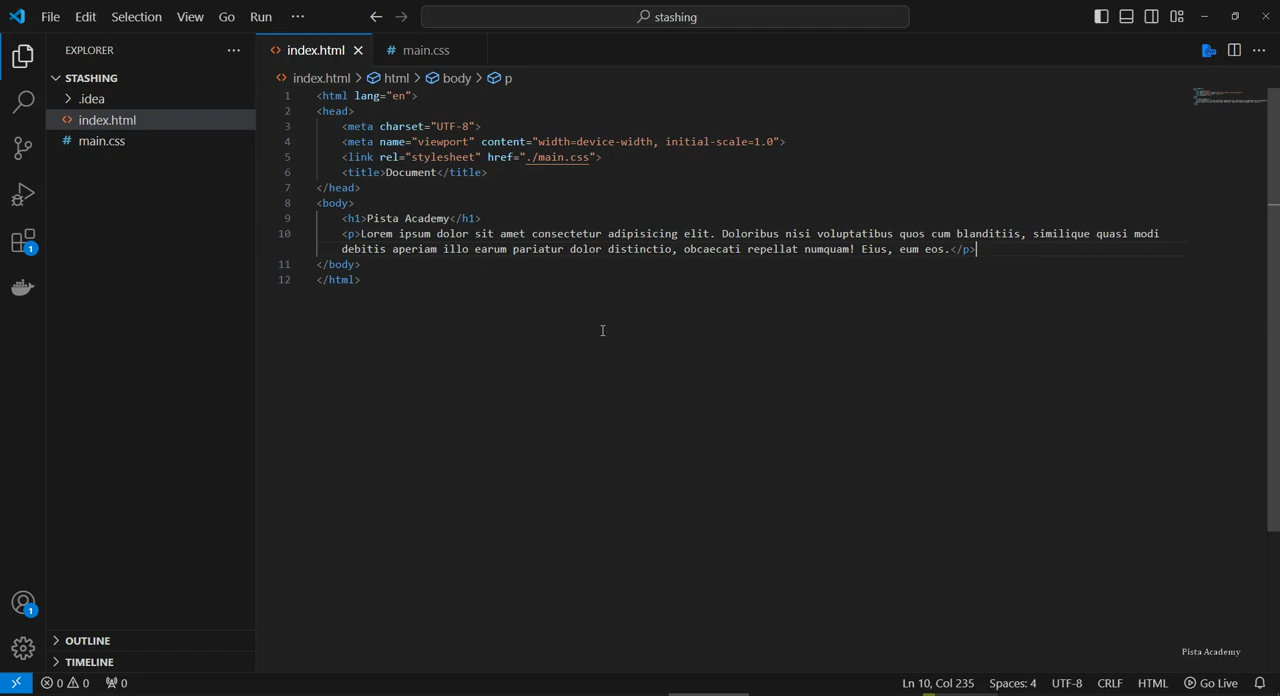 File Edit Selection View Go Run ··· stashing
EXPLORER ···
index.html
# main.css
STASHING
.idea
index.html
# main.css
index.html > html > body > p
1 <html lang="en">
2 <head>
3 <meta charset="UTF-8">
4 <meta name="viewport" content="width=device-width, initial-scale=1.0">
5 <link rel="stylesheet" href="./main.css">
6 <title>Document</title>
7 </head>
8 <body>
9 <h1>Pista Academy</h1>
10 <p>Lorem ipsum dolor sit amet consectetur adipisicing elit. Doloribus nisi voluptatibus quos cum blanditiis, similique quasi modi
debitis aperiam illo earum pariatur dolor distinctio, obcaecati repellat numquam! Eius, eum eos.</p>
11 </body>
12 </html>
1
1
OUTLINE
TIMELINE
Pista Academy
0 0 0 Ln 10, Col 235 Spaces: 4 UTF-8 CRLF HTML Go Live